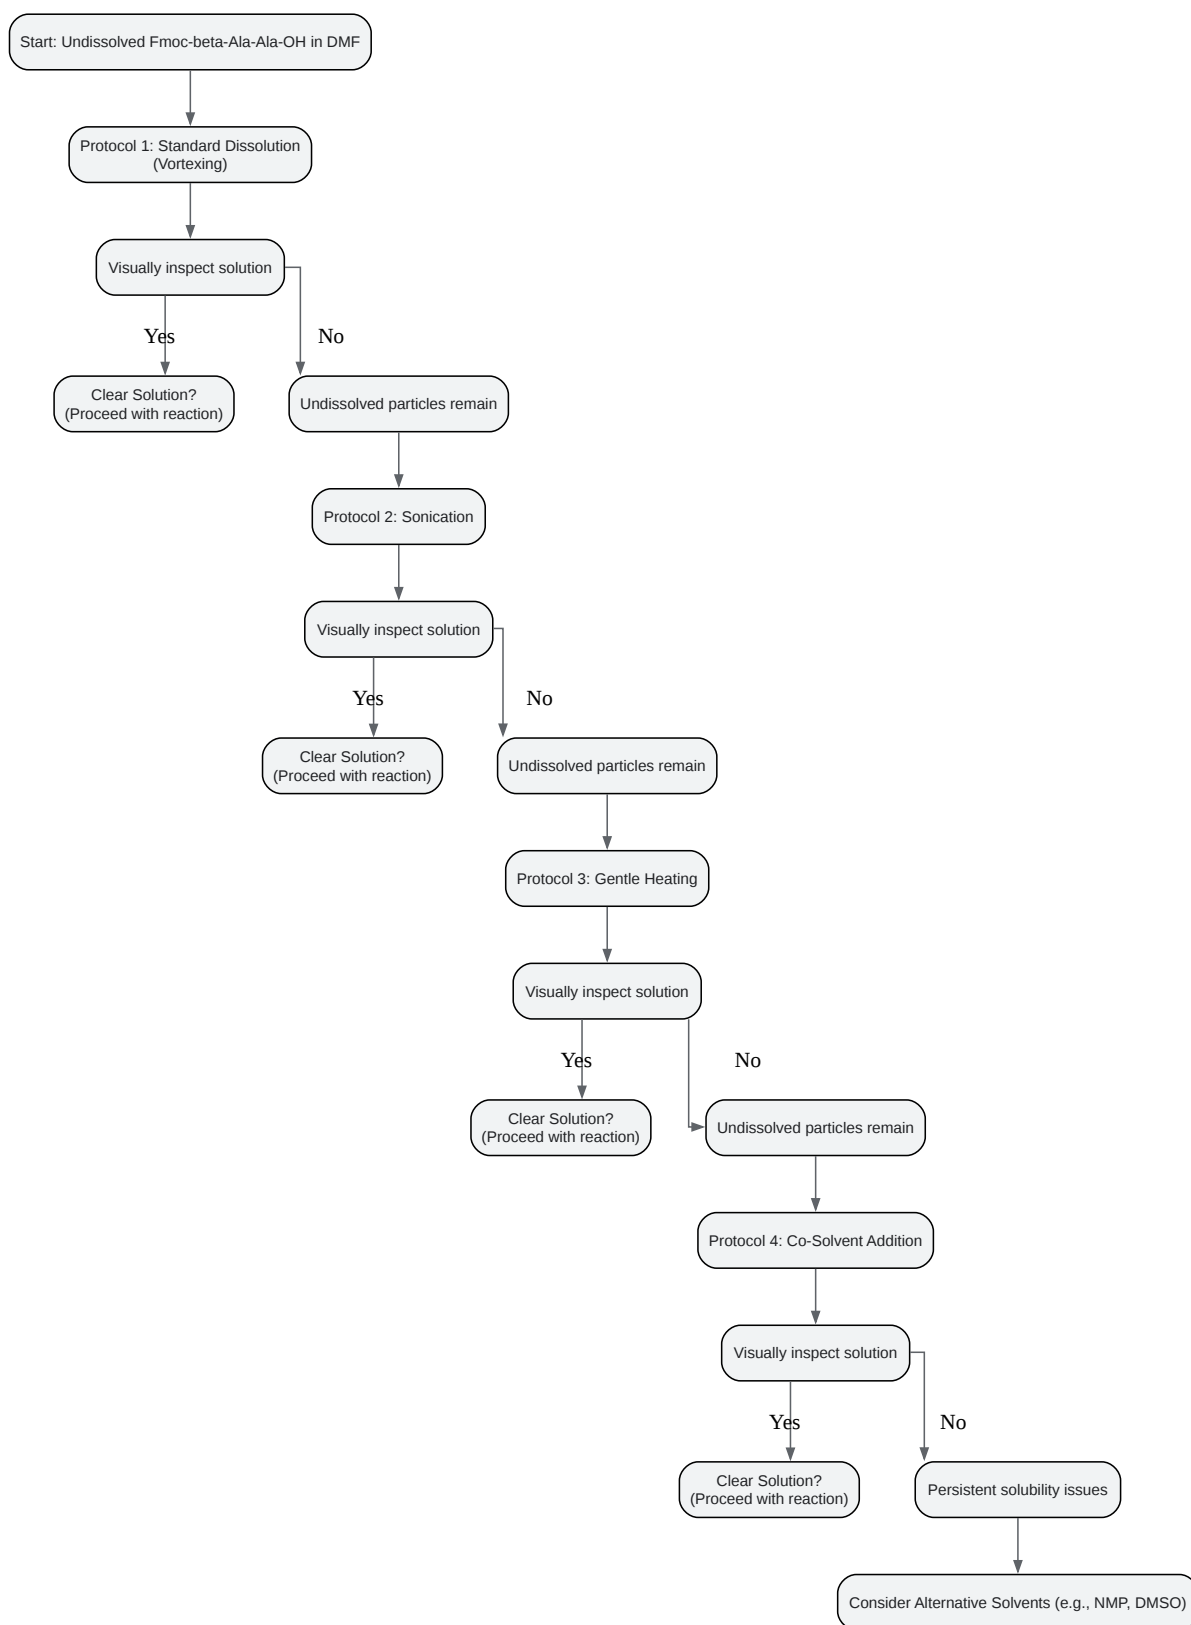 Start: Undissolved Fmoc-beta-Ala-Ala-OH in DMF
Protocol 1: Standard Dissolution
(Vortexing)
Visually inspect solution
Yes
No
Clear Solution?
(Proceed with reaction)
Undissolved particles remain
Protocol 2: Sonication
Visually inspect solution
Yes
No
Clear Solution?
(Proceed with reaction)
Undissolved particles remain
Protocol 3: Gentle Heating
Visually inspect solution
Yes
No
Clear Solution?
(Proceed with reaction)
Undissolved particles remain
Protocol 4: Co-Solvent Addition
Visually inspect solution
Yes
No
Clear Solution?
(Proceed with reaction)
Persistent solubility issues
Consider Alternative Solvents (e.g., NMP, DMSO)